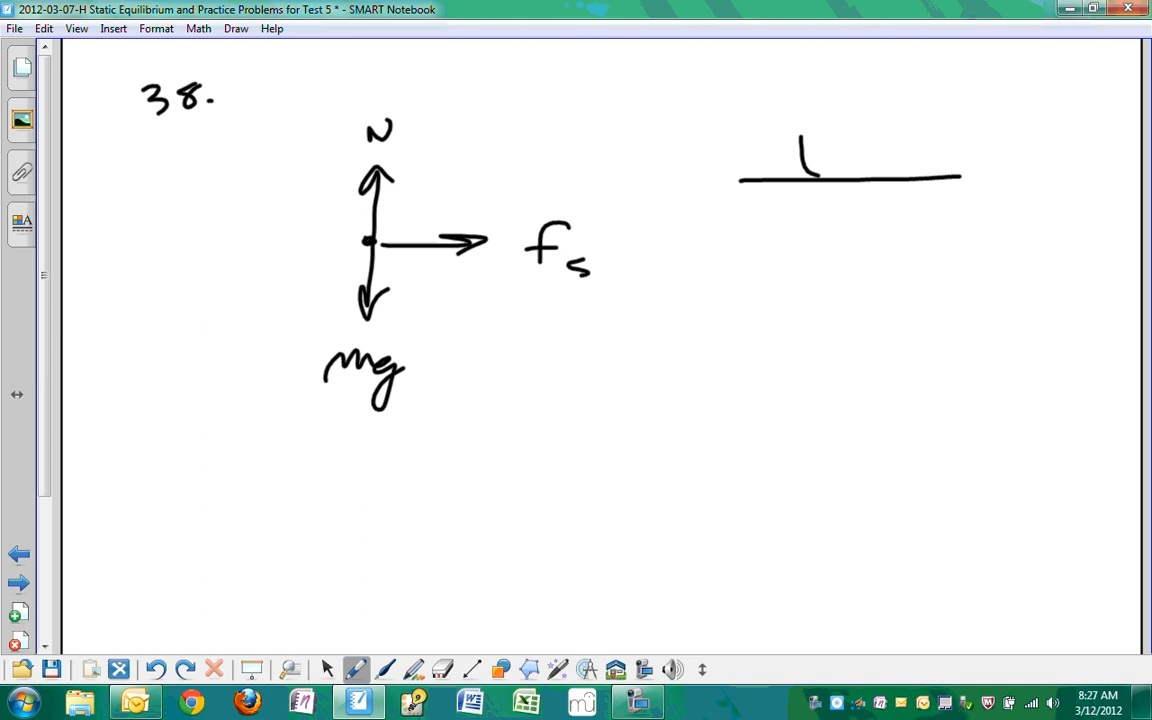 2012-03-07-H Static Equilibrium and Practice Problems for Test 5 * - SMART Notebook
File Edit View Insert Format Math Draw Help
38.
N
fs
mg
8:27 AM
3/12/2012